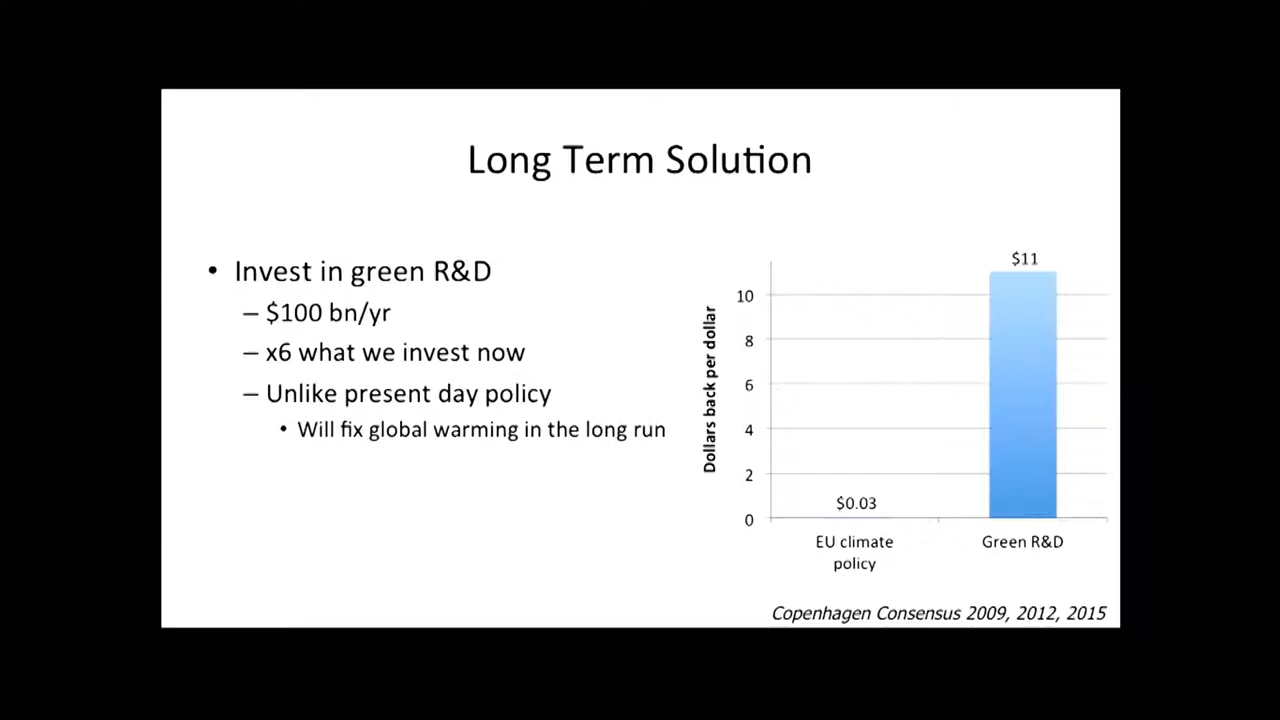 Long Term Solution
• Invest in green R&D
– $100 bn/yr
– x6 what we invest now
– Unlike present day policy
• Will fix global warming in the long run
Dollars back per dollar
10
8
6
4
2
0
$0.03
$11
EU climate
policy
Green R&D
Copenhagen Consensus 2009, 2012, 2015